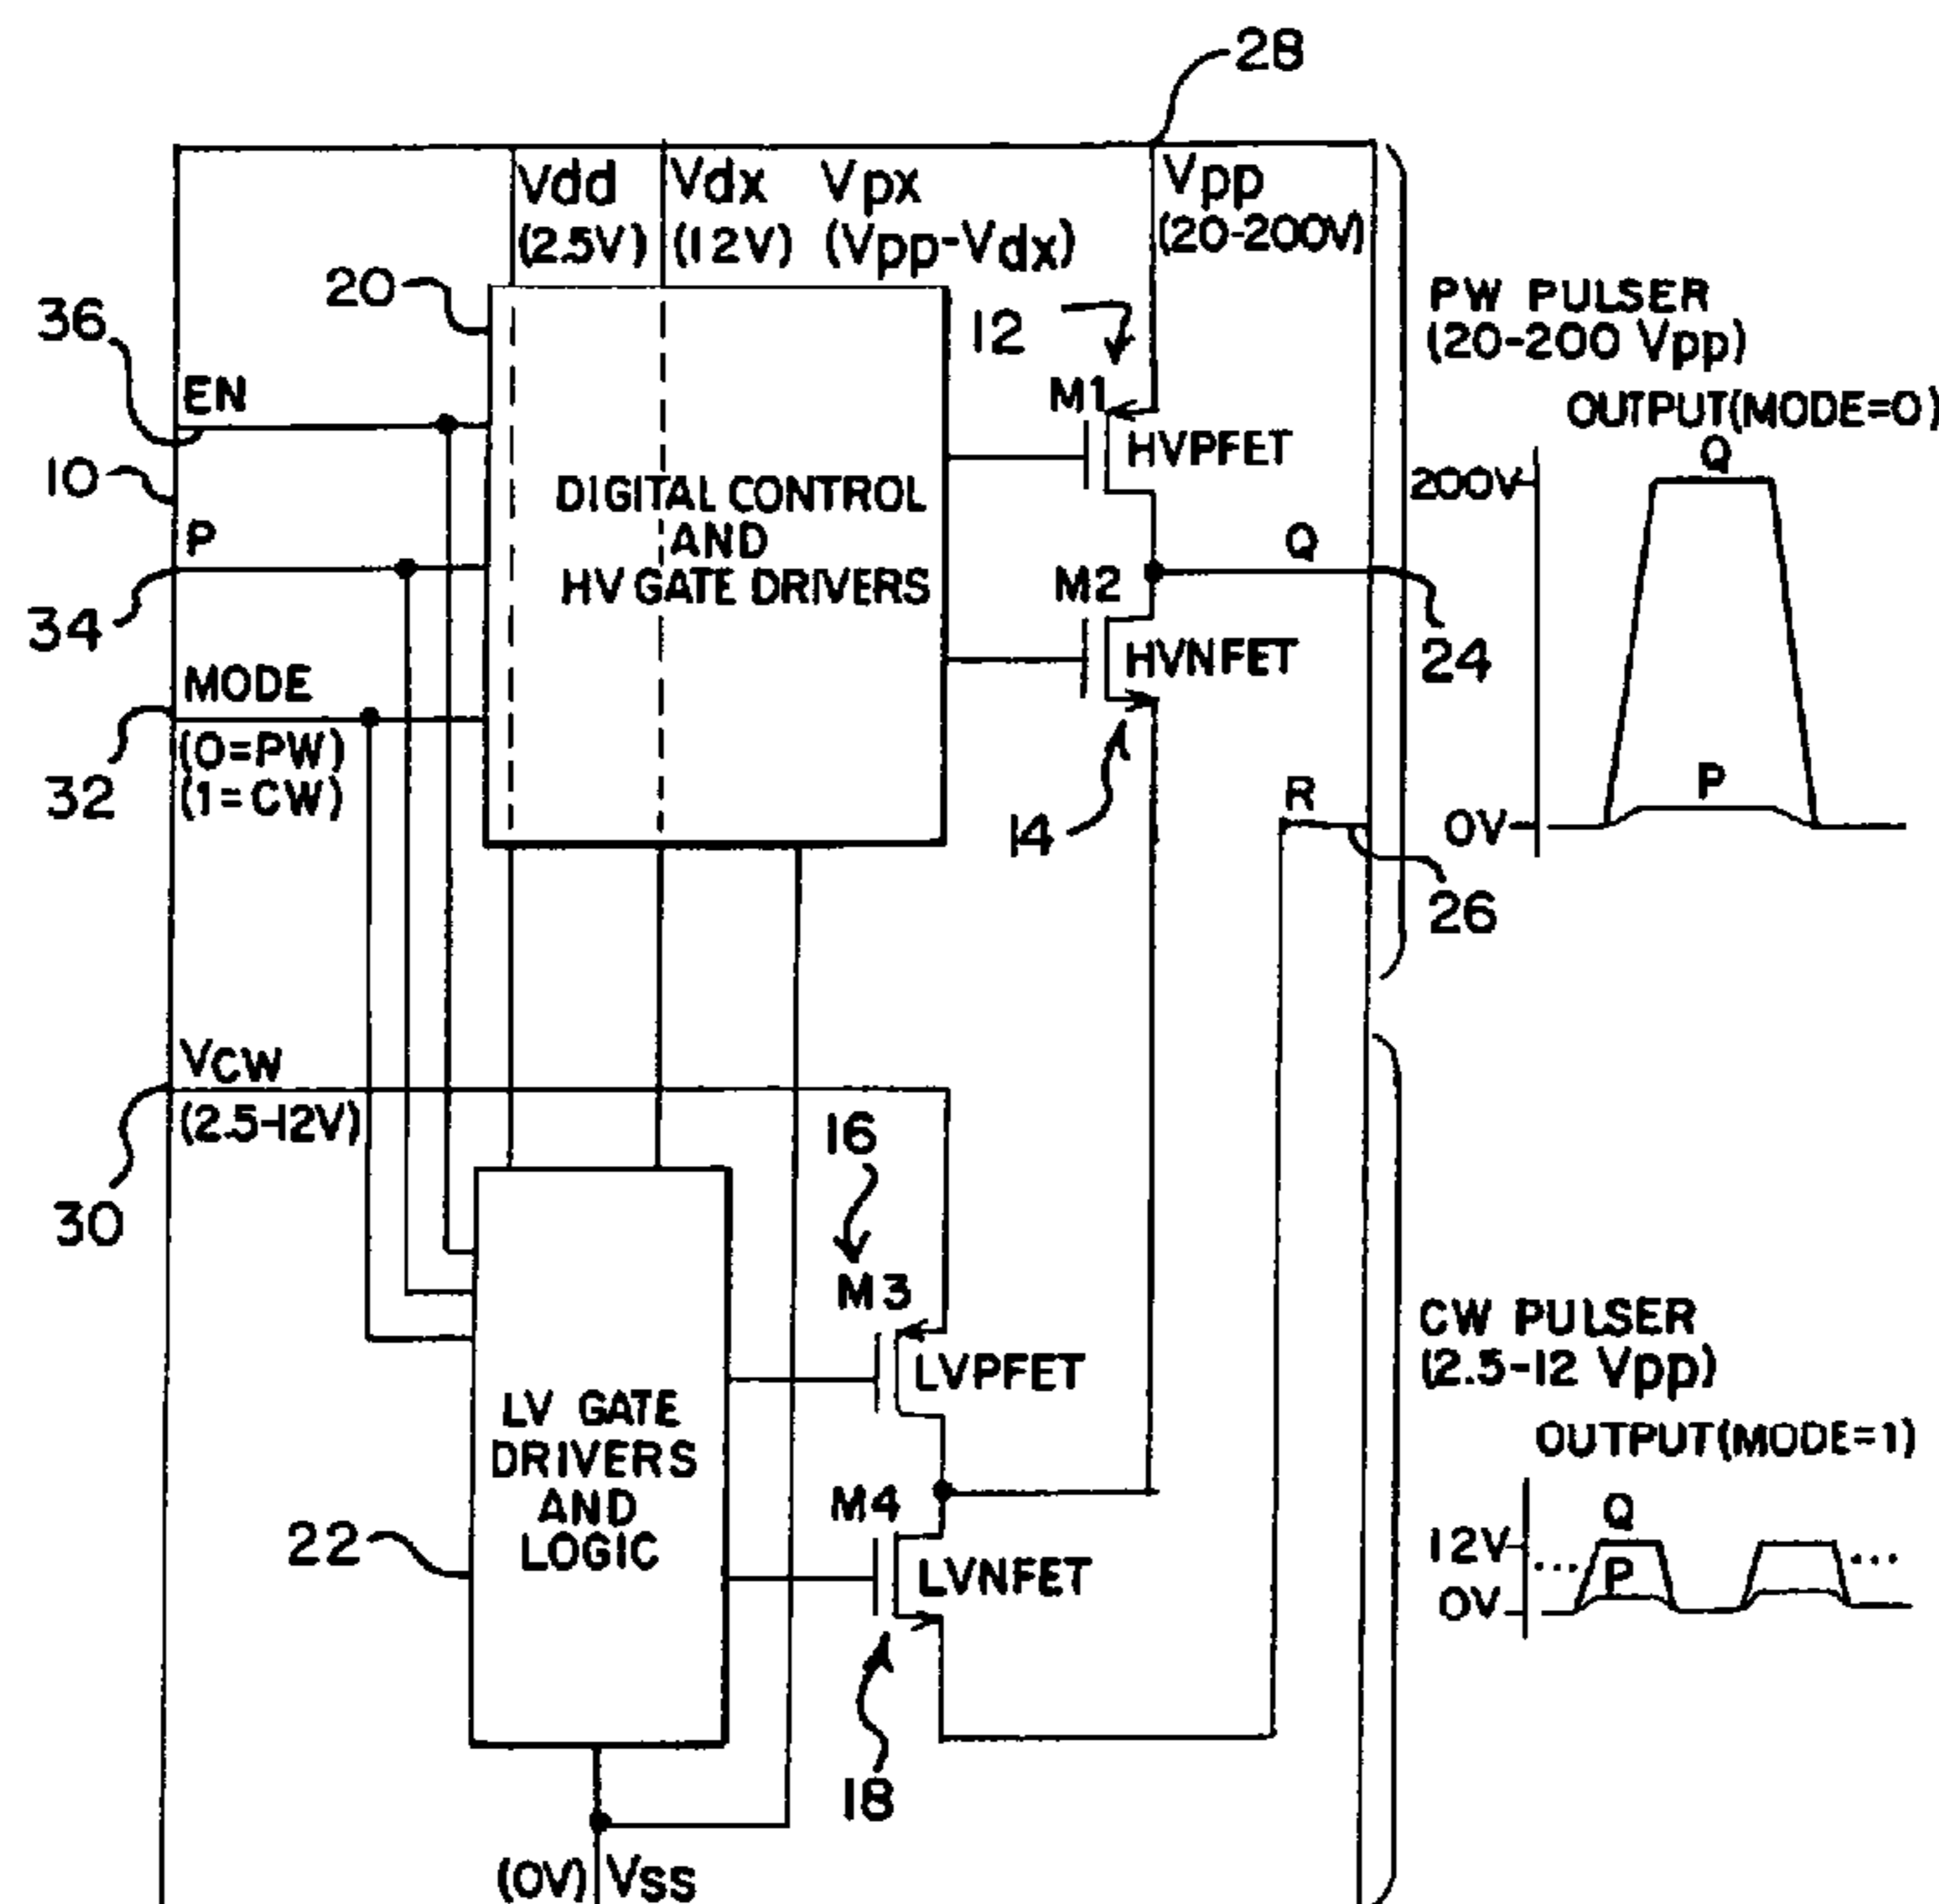 28
Vdd
(2.5V)
Vdx
(12V)
Vpx
(Vpp-Vdx)
Vpp
(20-200V)
20
36
EN
10
P
34
MODE
32
(0=PW)
(1=CW)
DIGITAL CONTROL
AND
HV GATE DRIVERS
12
M1
HVPFET
Q
M2
HVNFET
14
R
24
26
PW PULSER
(20-200 Vpp)
OUTPUT(MODE=0)
Q
200V
P
0V
VCW
(2.5-12V)
30
16
M3
LVPFET
LV GATE
DRIVERS
AND
LOGIC
22
M4
LVNFET
18
CW PULSER
(2.5-12 Vpp)
OUTPUT(MODE=1)
Q
12V
...
P
...
0V
(0V) Vss